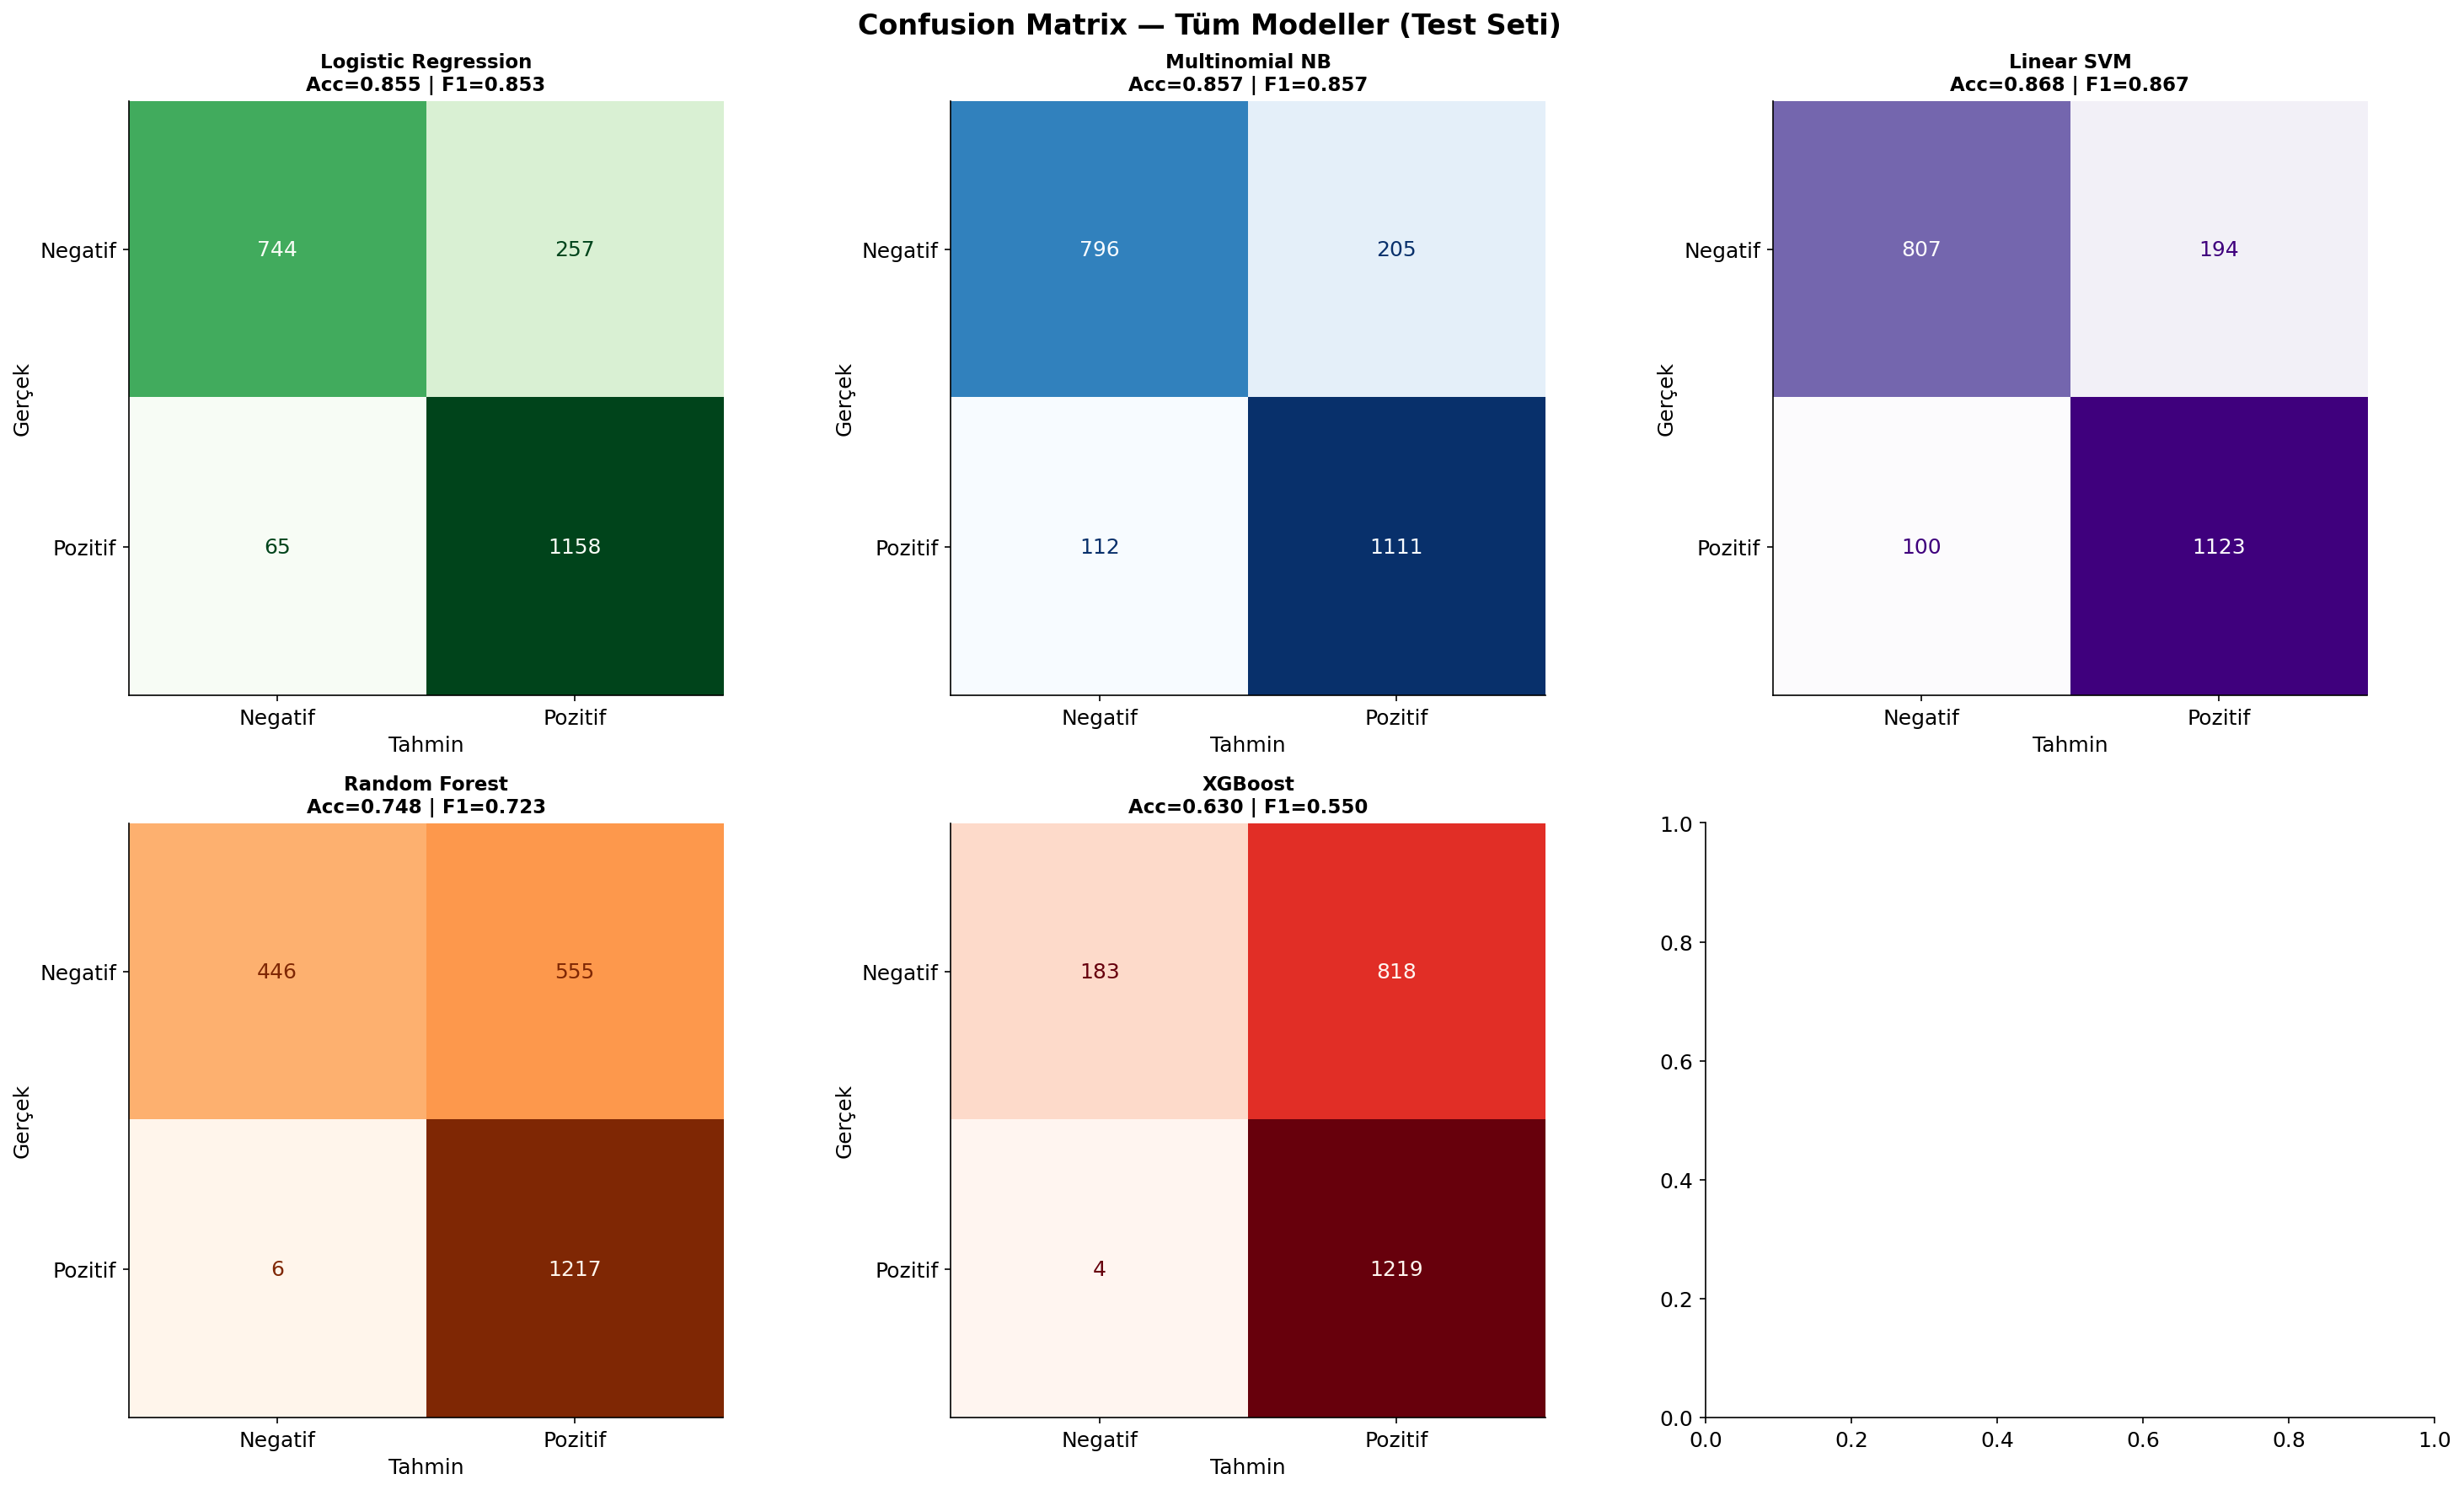 Confusion Matrix — Tüm Modeller (Test Seti)
Logistic Regression
Acc=0.855 | F1=0.853
Gerçek
Negatif
744
257
Pozitif
65
1158
Negatif
Pozitif
Tahmin
Multinomial NB
Acc=0.857 | F1=0.857
Gerçek
Negatif
796
205
Pozitif
112
1111
Negatif
Pozitif
Tahmin
Linear SVM
Acc=0.868 | F1=0.867
Gerçek
Negatif
807
194
Pozitif
100
1123
Negatif
Pozitif
Tahmin
Random Forest
Acc=0.748 | F1=0.723
Gerçek
Negatif
446
555
Pozitif
6
1217
Negatif
Pozitif
Tahmin
XGBoost
Acc=0.630 | F1=0.550
Gerçek
Negatif
183
818
Pozitif
4
1219
Negatif
Pozitif
Tahmin
1.0
0.8
0.6
0.4
0.2
0.0
0.0
0.2
0.4
0.6
0.8
1.0